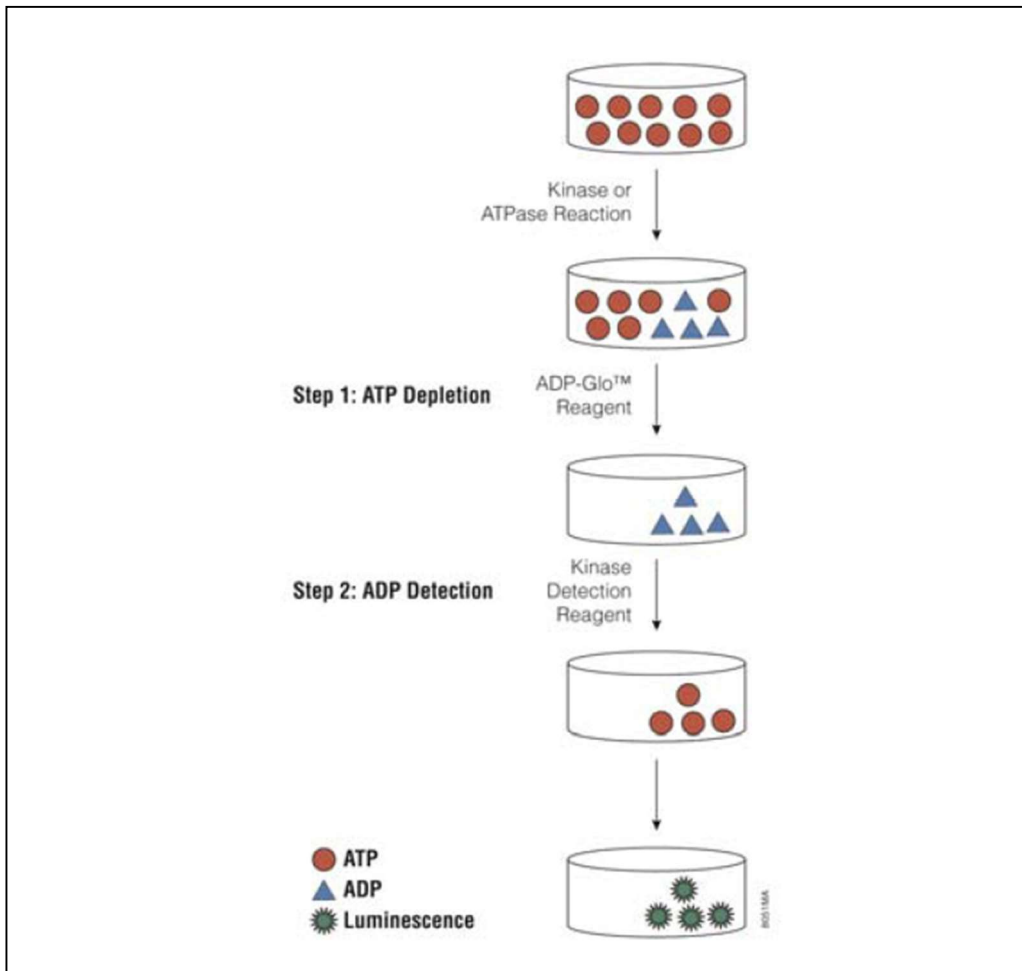 Kinase or
ATPase Reaction
Step 1: ATP Depletion
ADP-Glo™
Reagent
Step 2: ADP Detection
Kinase
Detection
Reagent
ATP
ADP
Luminescence
8051MA